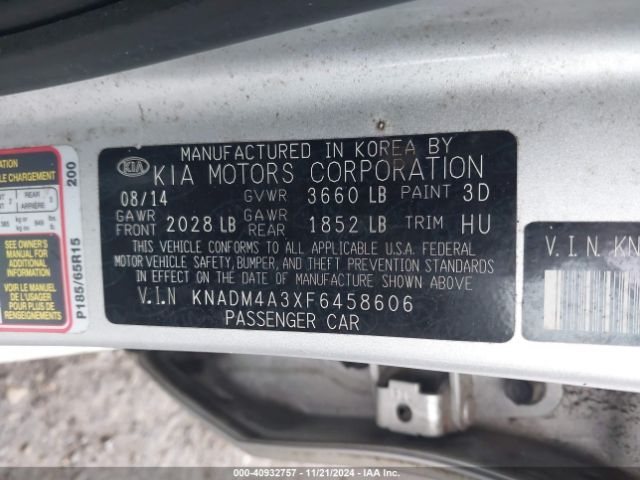 MANUFACTURED IN KOREA BY
KIA KIA MOTORS CORPORATION
08/14 GVWR 3660 LB PAINT 3D
GAWR FRONT 2028 LB GAWR REAR 1852 LB TRIM HU
THIS VEHICLE CONFORMS TO ALL APPLICABLE U.S.A. FEDERAL
MOTOR VEHICLE SAFETY, BUMPER, AND THEFT PREVENTION STANDARDS
IN EFFECT ON THE DATE OF MANUFACTURE SHOWN ABOVE
V.I.N KNADM4A3XF6458606
PASSENGER CAR
REAR
ARRIÈRE
SEE OWNER'S
MANUAL FOR
MORE
INFORMATION
VOIR LE MANUEL
DE L'USAGER
POUR PLUS DE
RENSEIGNEMENTS
200
P185/65R15
V.I.N. KN
000-40932757 - 11/21/2024 - IAA Inc.